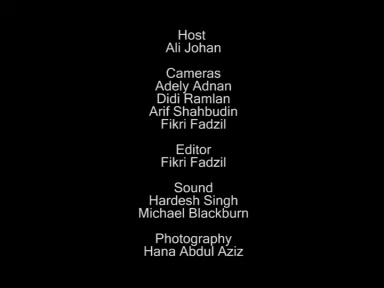 Host
Ali Johan
Cameras
Adely Adnan
Didi Ramlan
Arif Shahbudin
Fikri Fadzil
Editor
Fikri Fadzil
Sound
Hardesh Singh
Michael Blackburn
Photography
Hana Abdul Aziz